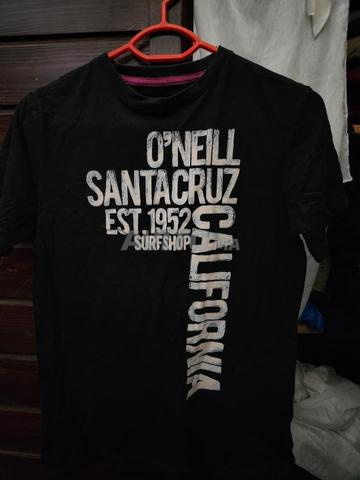 O'NEILL
SANTACRUZ
EST.1952
SURFSHOP
CALIFORNIA